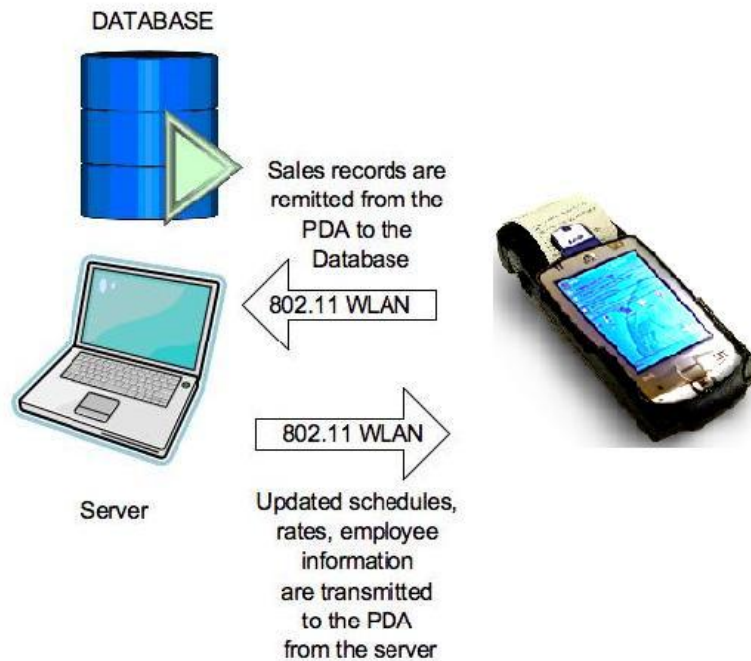 DATABASE
Sales records are
remitted from the
PDA to the
Database
802.11 WLAN
802.11 WLAN
Server
Updated schedules,
rates, employee
information
are transmitted
to the PDA
from the server